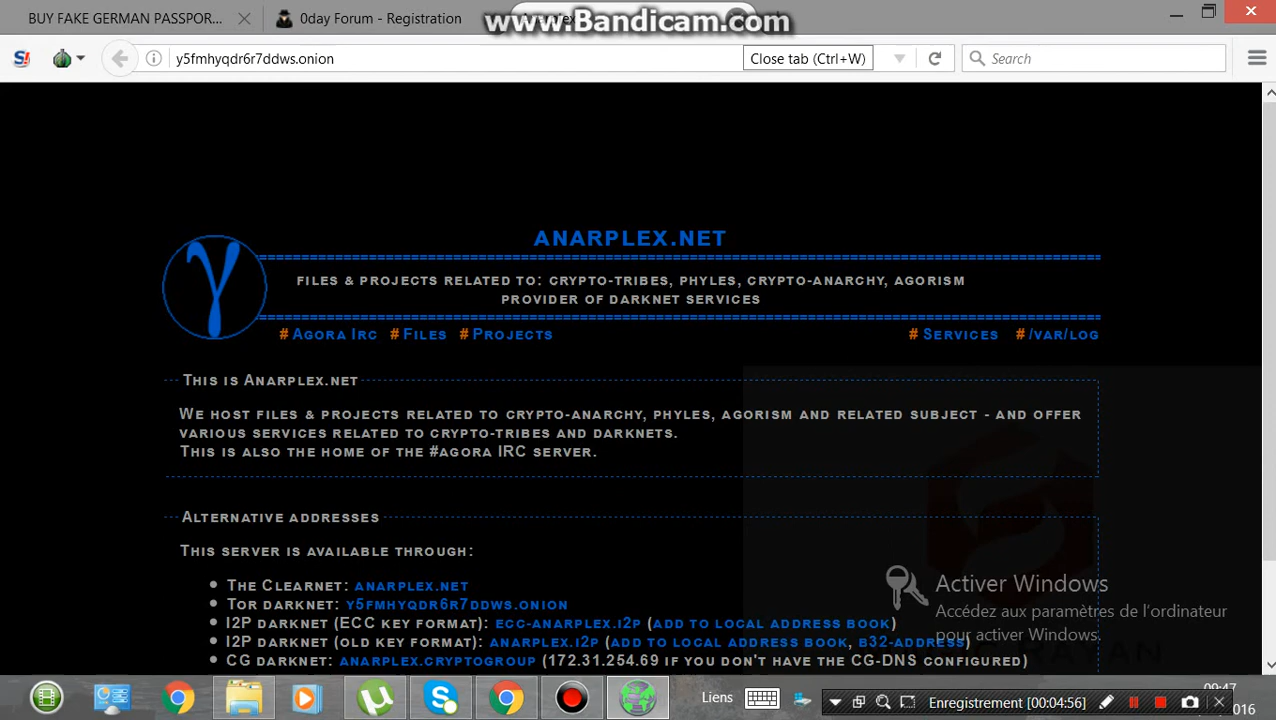 BUY FAKE GERMAN PASSPOR...
0day Forum - Registration
www.Bandicam.com
y5fmhyqdr6r7ddws.onion
Close tab (Ctrl+W)
Search
ANARPLEX.NET
FILES & PROJECTS RELATED TO: CRYPTO-TRIBES, PHYLES, CRYPTO-ANARCHY, AGORISM
PROVIDER OF DARKNET SERVICES
# AGORA IRC # FILES # PROJECTS # SERVICES # /VAR/LOG
THIS IS ANARPLEX.NET
WE HOST FILES & PROJECTS RELATED TO CRYPTO-ANARCHY, PHYLES, AGORISM AND RELATED SUBJECT - AND OFFER
VARIOUS SERVICES RELATED TO CRYPTO-TRIBES AND DARKNETS.
THIS IS ALSO THE HOME OF THE #AGORA IRC SERVER.
ALTERNATIVE ADDRESSES
THIS SERVER IS AVAILABLE THROUGH:
THE CLEARNET: ANARPLEX.NET
TOR DARKNET: Y5FMHYQDR6R7DDWS.ONION
I2P DARKNET (ECC KEY FORMAT): ECC-ANARPLEX.I2P (ADD TO LOCAL ADDRESS BOOK)
I2P DARKNET (OLD KEY FORMAT): ANARPLEX.I2P (ADD TO LOCAL ADDRESS BOOK, B32-ADDRESS)
CG DARKNET: ANARPLEX.CRYPTOGROUP (172.31.254.69 IF YOU DON'T HAVE THE CG-DNS CONFIGURED)
Activer Windows
Accédez aux paramètres de l'ordinateur
pour activer Windows.
RAYAN
Liens
Enregistrement [00:04:56]
09:47
016